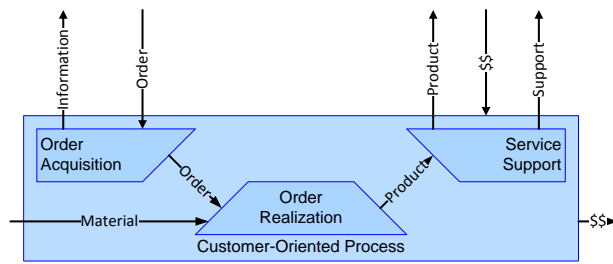 Information
Order
Product
$$
Support
Order
Acquisition
Service
Support
Order
Product
Order
Realization
Material
$$
Customer-Oriented Process